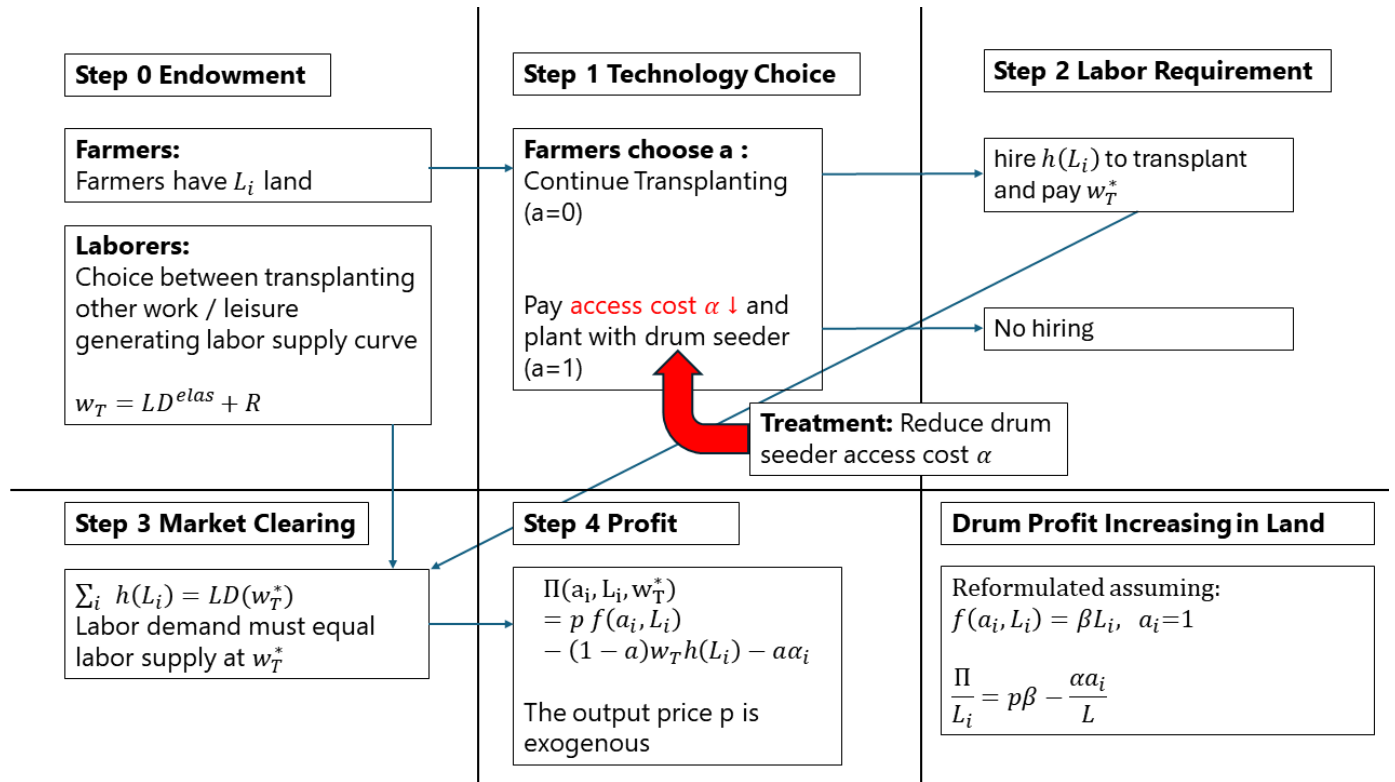 Step 0 Endowment
Farmers:
Farmers have L_i land
Laborers:
Choice between transplanting
other work / leisure
generating labor supply curve
w_T = LD^{elas} + R
Step 1 Technology Choice
Farmers choose a :
Continue Transplanting
(a=0)
Pay access cost α ↓ and
plant with drum seeder
(a=1)
Treatment: Reduce drum
seeder access cost α
Step 2 Labor Requirement
hire h(L_i) to transplant
and pay w_T^*
No hiring
Step 3 Market Clearing
∑_i h(L_i) = LD(w_T^*)
Labor demand must equal
labor supply at w_T^*
Step 4 Profit
Π(a_i, L_i, w_T^*)
= p f(a_i, L_i)
− (1 − a)w_T h(L_i) − aα_i
The output price p is
exogenous
Drum Profit Increasing in Land
Reformulated assuming:
f(a_i, L_i) = βL_i, a_i=1
Π/L_i = pβ − αa_i/L